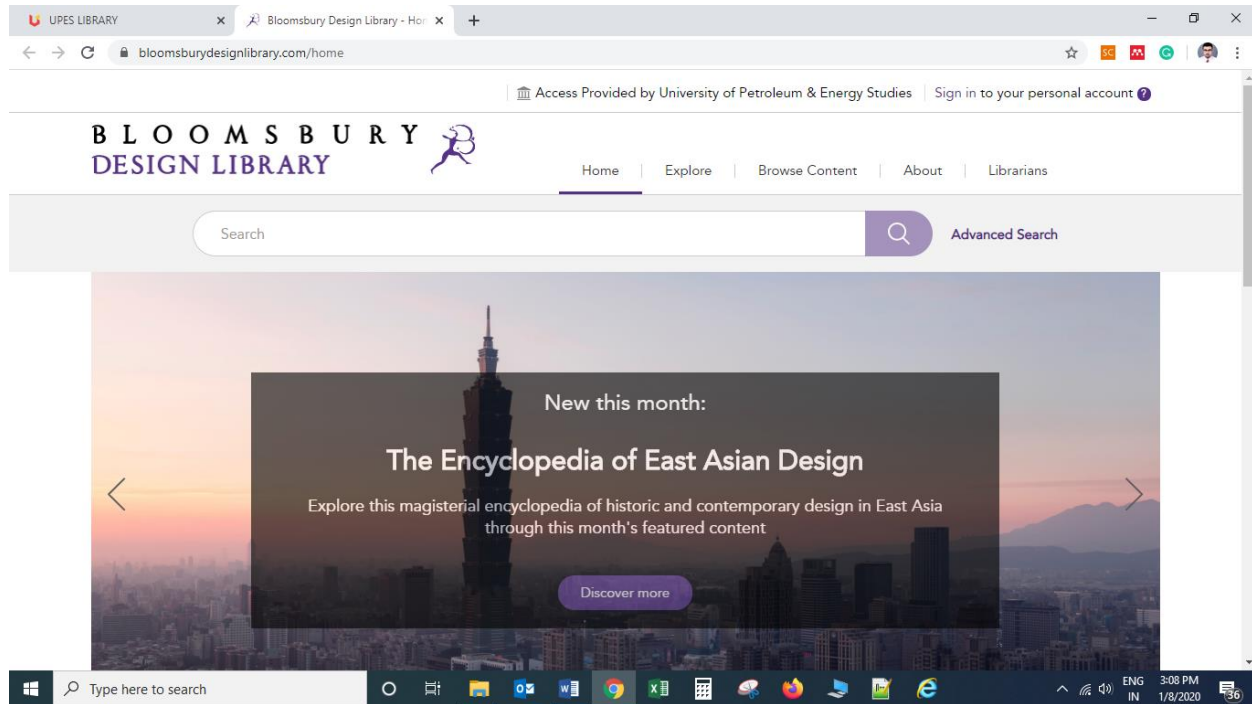 UPES LIBRARY
Bloomsbury Design Library - Hor
bloomsburydesignlibrary.com/home
SC
Access Provided by University of Petroleum & Energy Studies Sign in to your personal account ?
BLOOMSBURY
DESIGN LIBRARY
Home Explore Browse Content About Librarians
Search Advanced Search
New this month:
The Encyclopedia of East Asian Design
Explore this magisterial encyclopedia of historic and contemporary design in East Asia
through this month's featured content
Discover more
Type here to search
ENG 3:08 PM
IN 1/8/2020 36